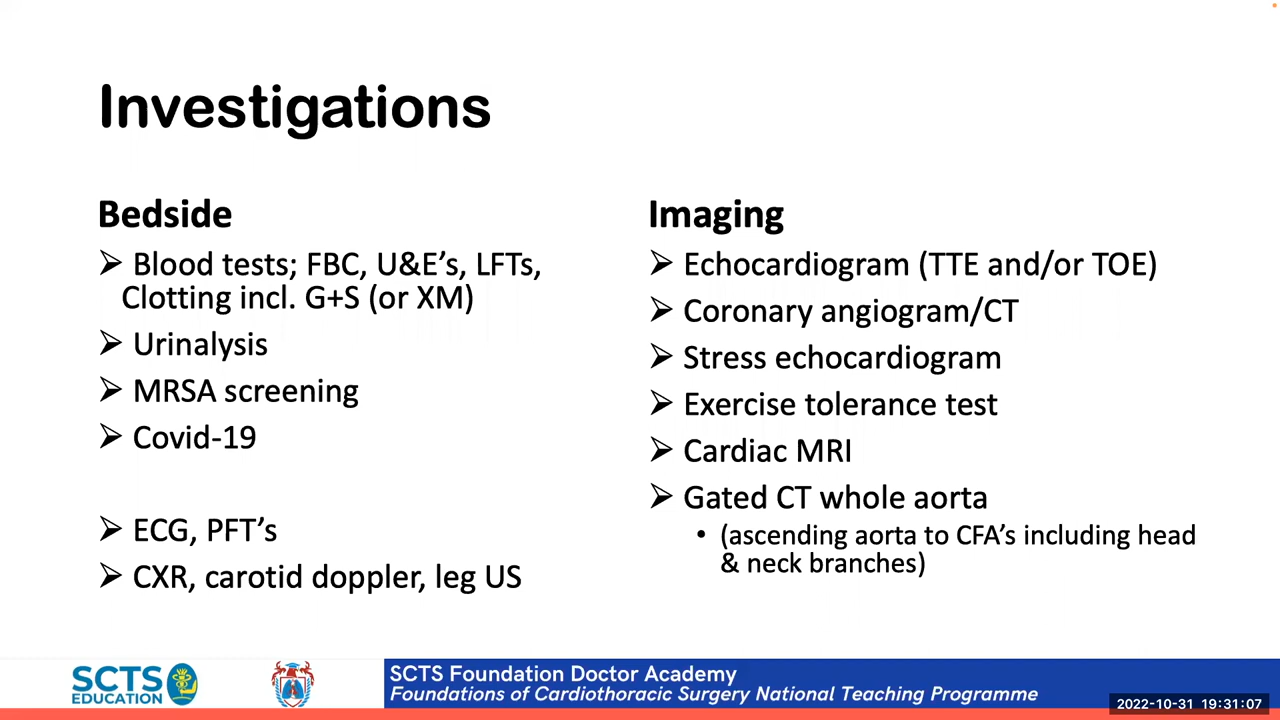 Investigations
Bedside
➢ Blood tests; FBC, U&E’s, LFTs,
Clotting incl. G+S (or XM)
➢ Urinalysis
➢ MRSA screening
➢ Covid-19
➢ ECG, PFT’s
➢ CXR, carotid doppler, leg US
Imaging
➢ Echocardiogram (TTE and/or TOE)
➢ Coronary angiogram/CT
➢ Stress echocardiogram
➢ Exercise tolerance test
➢ Cardiac MRI
➢ Gated CT whole aorta
• (ascending aorta to CFA’s including head
& neck branches)
SCTS
EDUCATION
SCTS Foundation Doctor Academy
Foundations of Cardiothoracic Surgery National Teaching Programme
2022-10-31 19:31:07